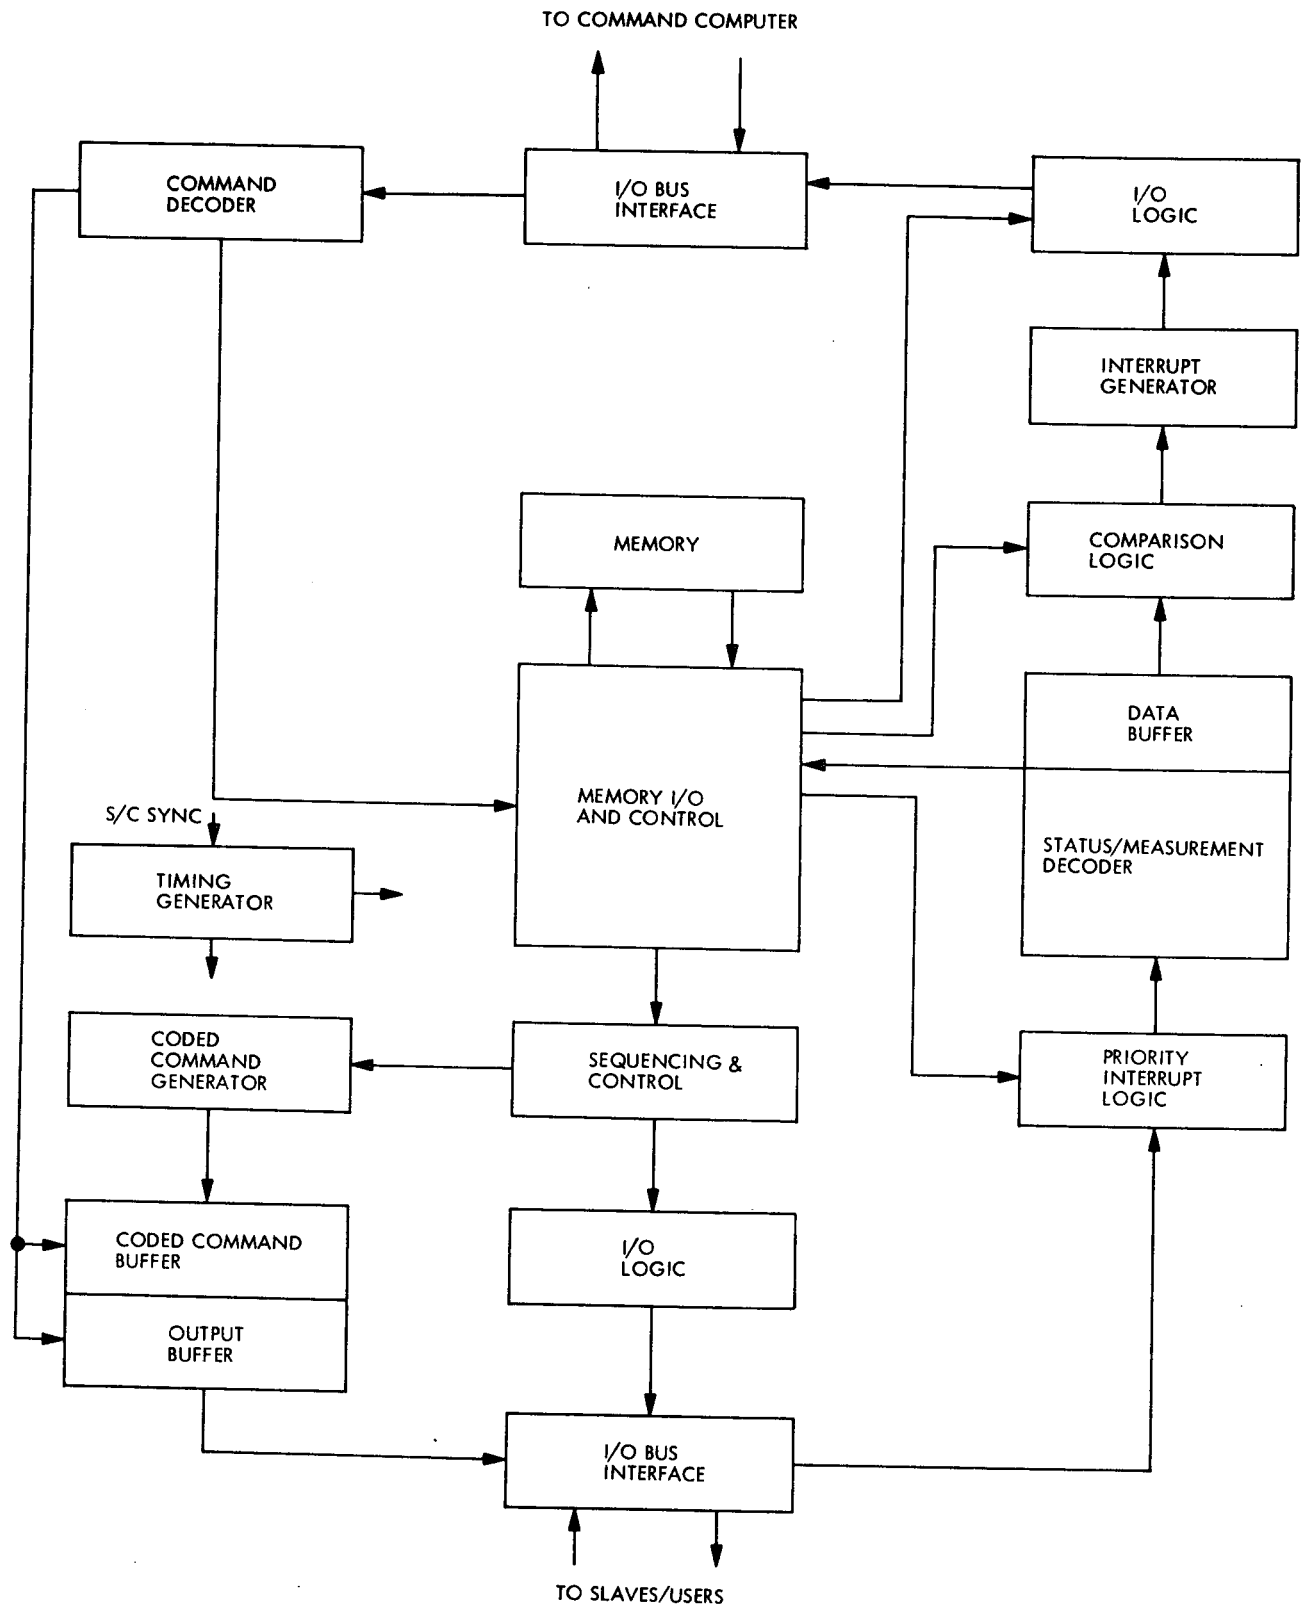 TO COMMAND COMPUTER
COMMAND
DECODER
I/O BUS
INTERFACE
I/O
LOGIC
INTERRUPT
GENERATOR
MEMORY
COMPARISON
LOGIC
DATA
BUFFER
MEMORY I/O
AND CONTROL
S/C SYNC
STATUS/MEASUREMENT
DECODER
TIMING
GENERATOR
CODED
COMMAND
GENERATOR
SEQUENCING &
CONTROL
PRIORITY
INTERRUPT
LOGIC
CODED COMMAND
BUFFER
I/O
LOGIC
OUTPUT
BUFFER
I/O BUS
INTERFACE
TO SLAVES/USERS